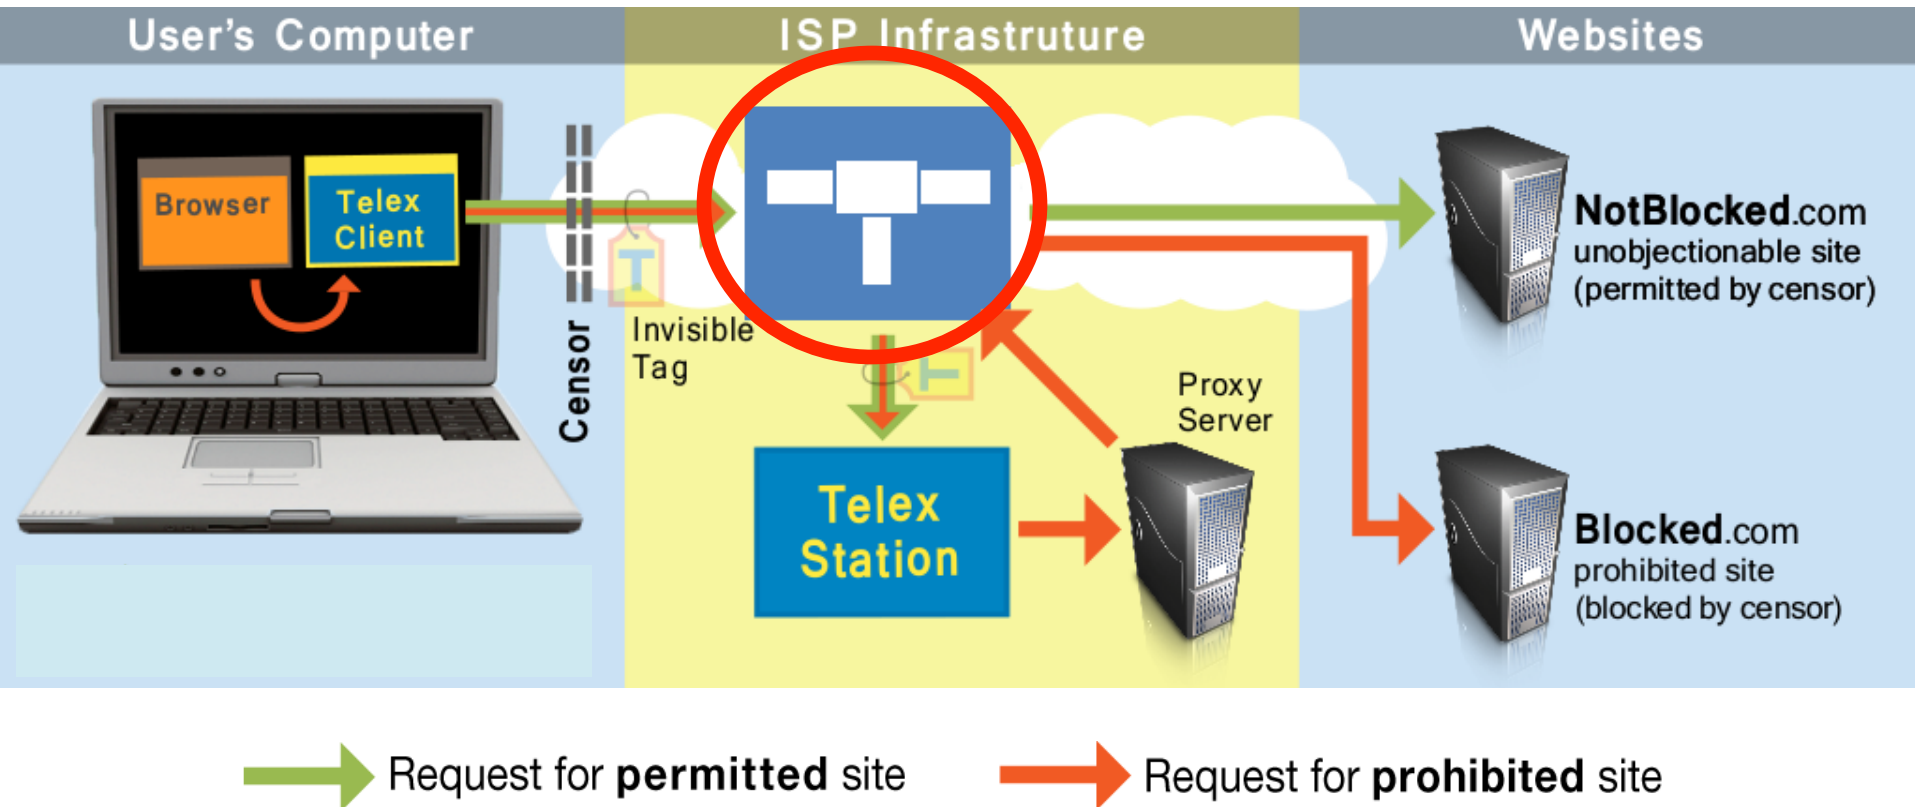 User's Computer
ISP Infrastruture
Websites
Browser
Telex
Client
Censor
T
Invisible
Tag
T
Telex
Station
Proxy
Server
NotBlocked.com
unobjectionable site
(permitted by censor)
Blocked.com
prohibited site
(blocked by censor)
Request for permitted site
Request for prohibited site